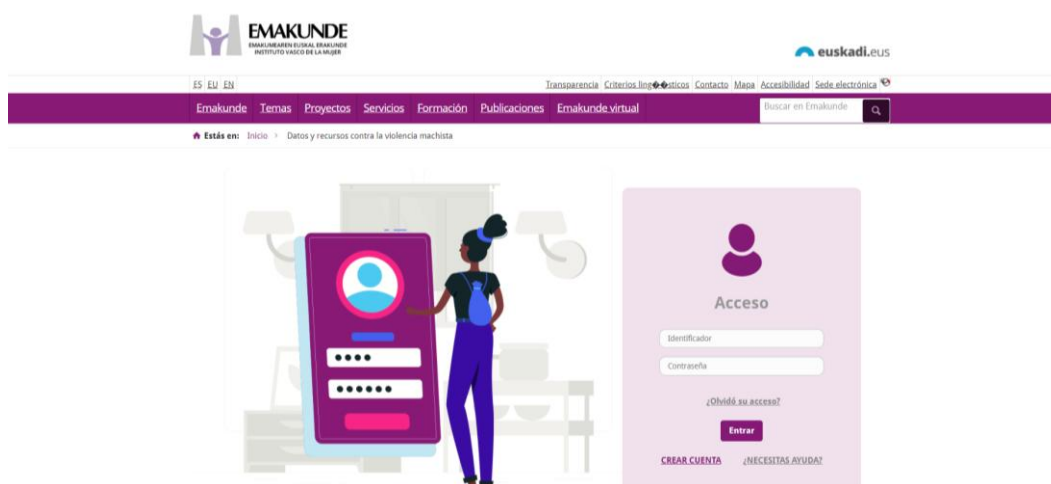 EMAKUNDE
EMAKUMEAREN EUSKAL ERAKUNDE
INSTITUTO VASCO DE LA MUJER
euskadi.eus
ES EU EN
Transparencia Criterios ling��sticos Contacto Mapa Accesibilidad Sede electrónica
Emakunde Temas Proyectos Servicios Formación Publicaciones Emakunde virtual Buscar en Emakunde
Estás en: Inicio > Datos y recursos contra la violencia machista
Acceso
Identificador
Contraseña
¿Olvidó su acceso?
Entrar
CREAR CUENTA ¿NECESITAS AYUDA?